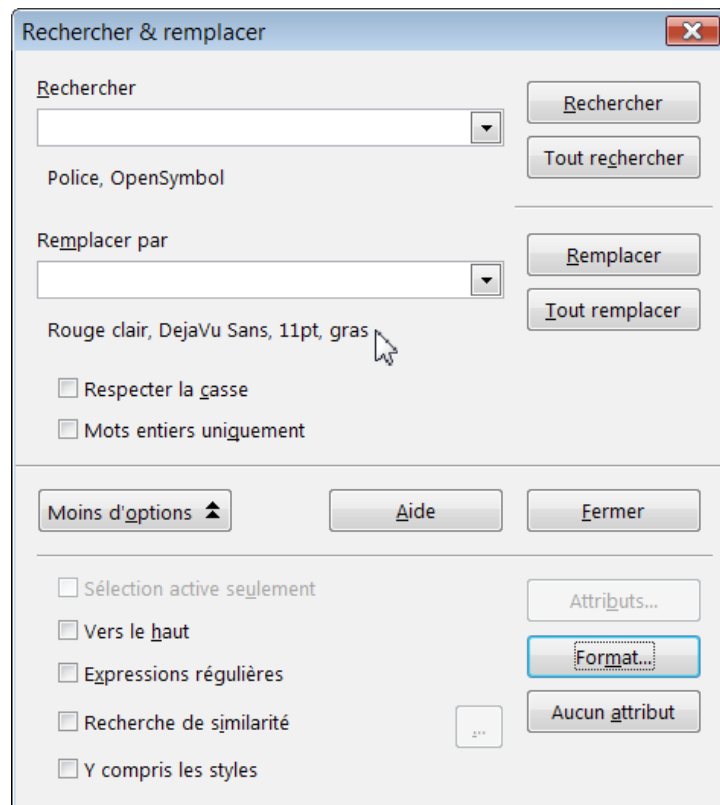 Rechercher & remplacer
Rechercher
Rechercher
Tout rechercher
Police, OpenSymbol
Remplacer par
Remplacer
Tout remplacer
Rouge clair, DejaVu Sans, 11pt, gras
Respecter la casse
Mots entiers uniquement
Moins d'options
Aide
Fermer
Sélection active seulement
Attributs...
Vers le haut
Format...
Expressions régulières
Recherche de similarité
...
Aucun attribut
Y compris les styles